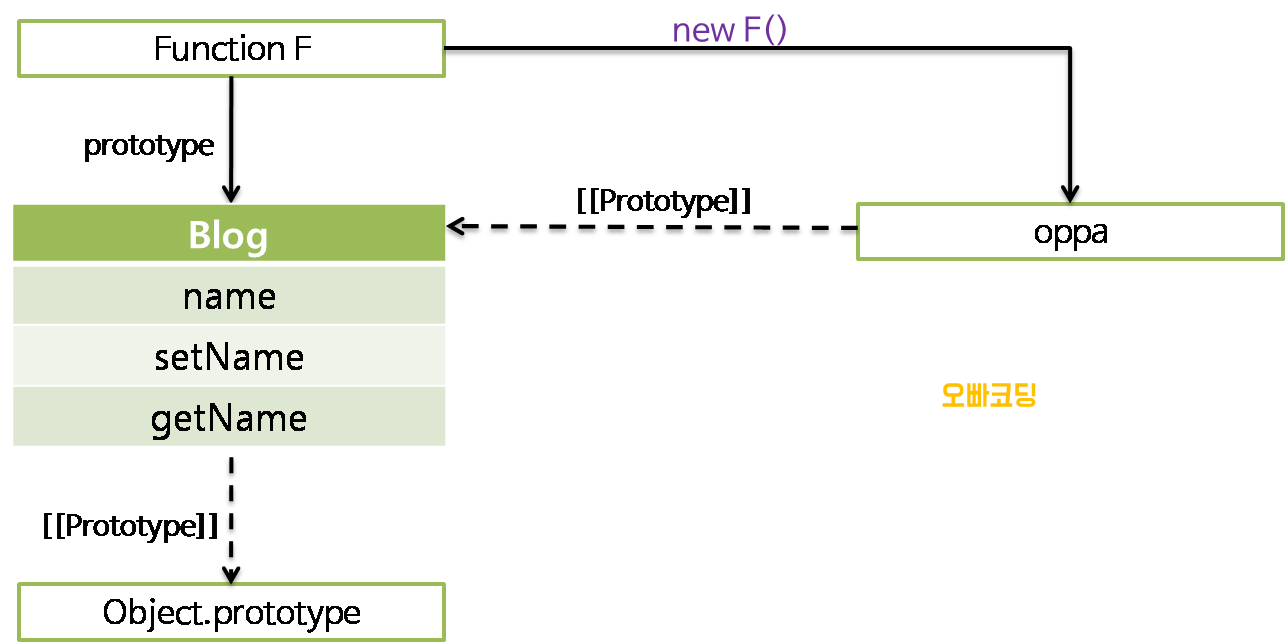 Function F
new F()
prototype
[[Prototype]]
Blog
oppa
name
setName
getName
오빠코딩
[[Prototype]]
Object.prototype